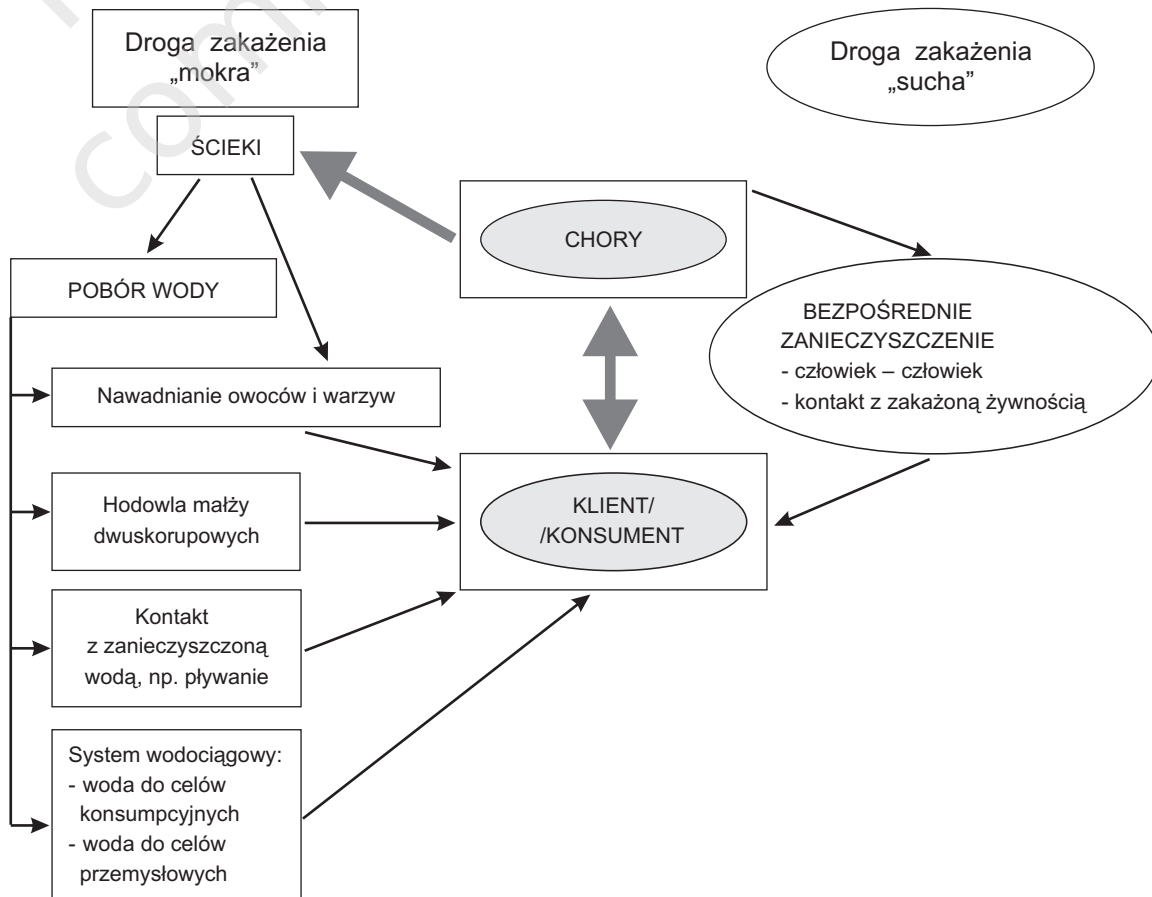 Droga zakażenia
„mokra”
Droga zakażenia
„sucha”
ŚCIEKI
CHORY
POBÓR WODY
BEZPOŚREDNIE
ZANIECZYSZCZENIE
- człowiek – człowiek
- kontakt z zakażoną żywnością
Nawadnianie owoców i warzyw
Hodowla małży
dwuskorupowych
KLIENT/
/KONSUMENT
Kontakt
z zanieczyszczoną
wodą, np. pływanie
System wodociągowy:
- woda do celów
konsumpcyjnych
- woda do celów
przemysłowych